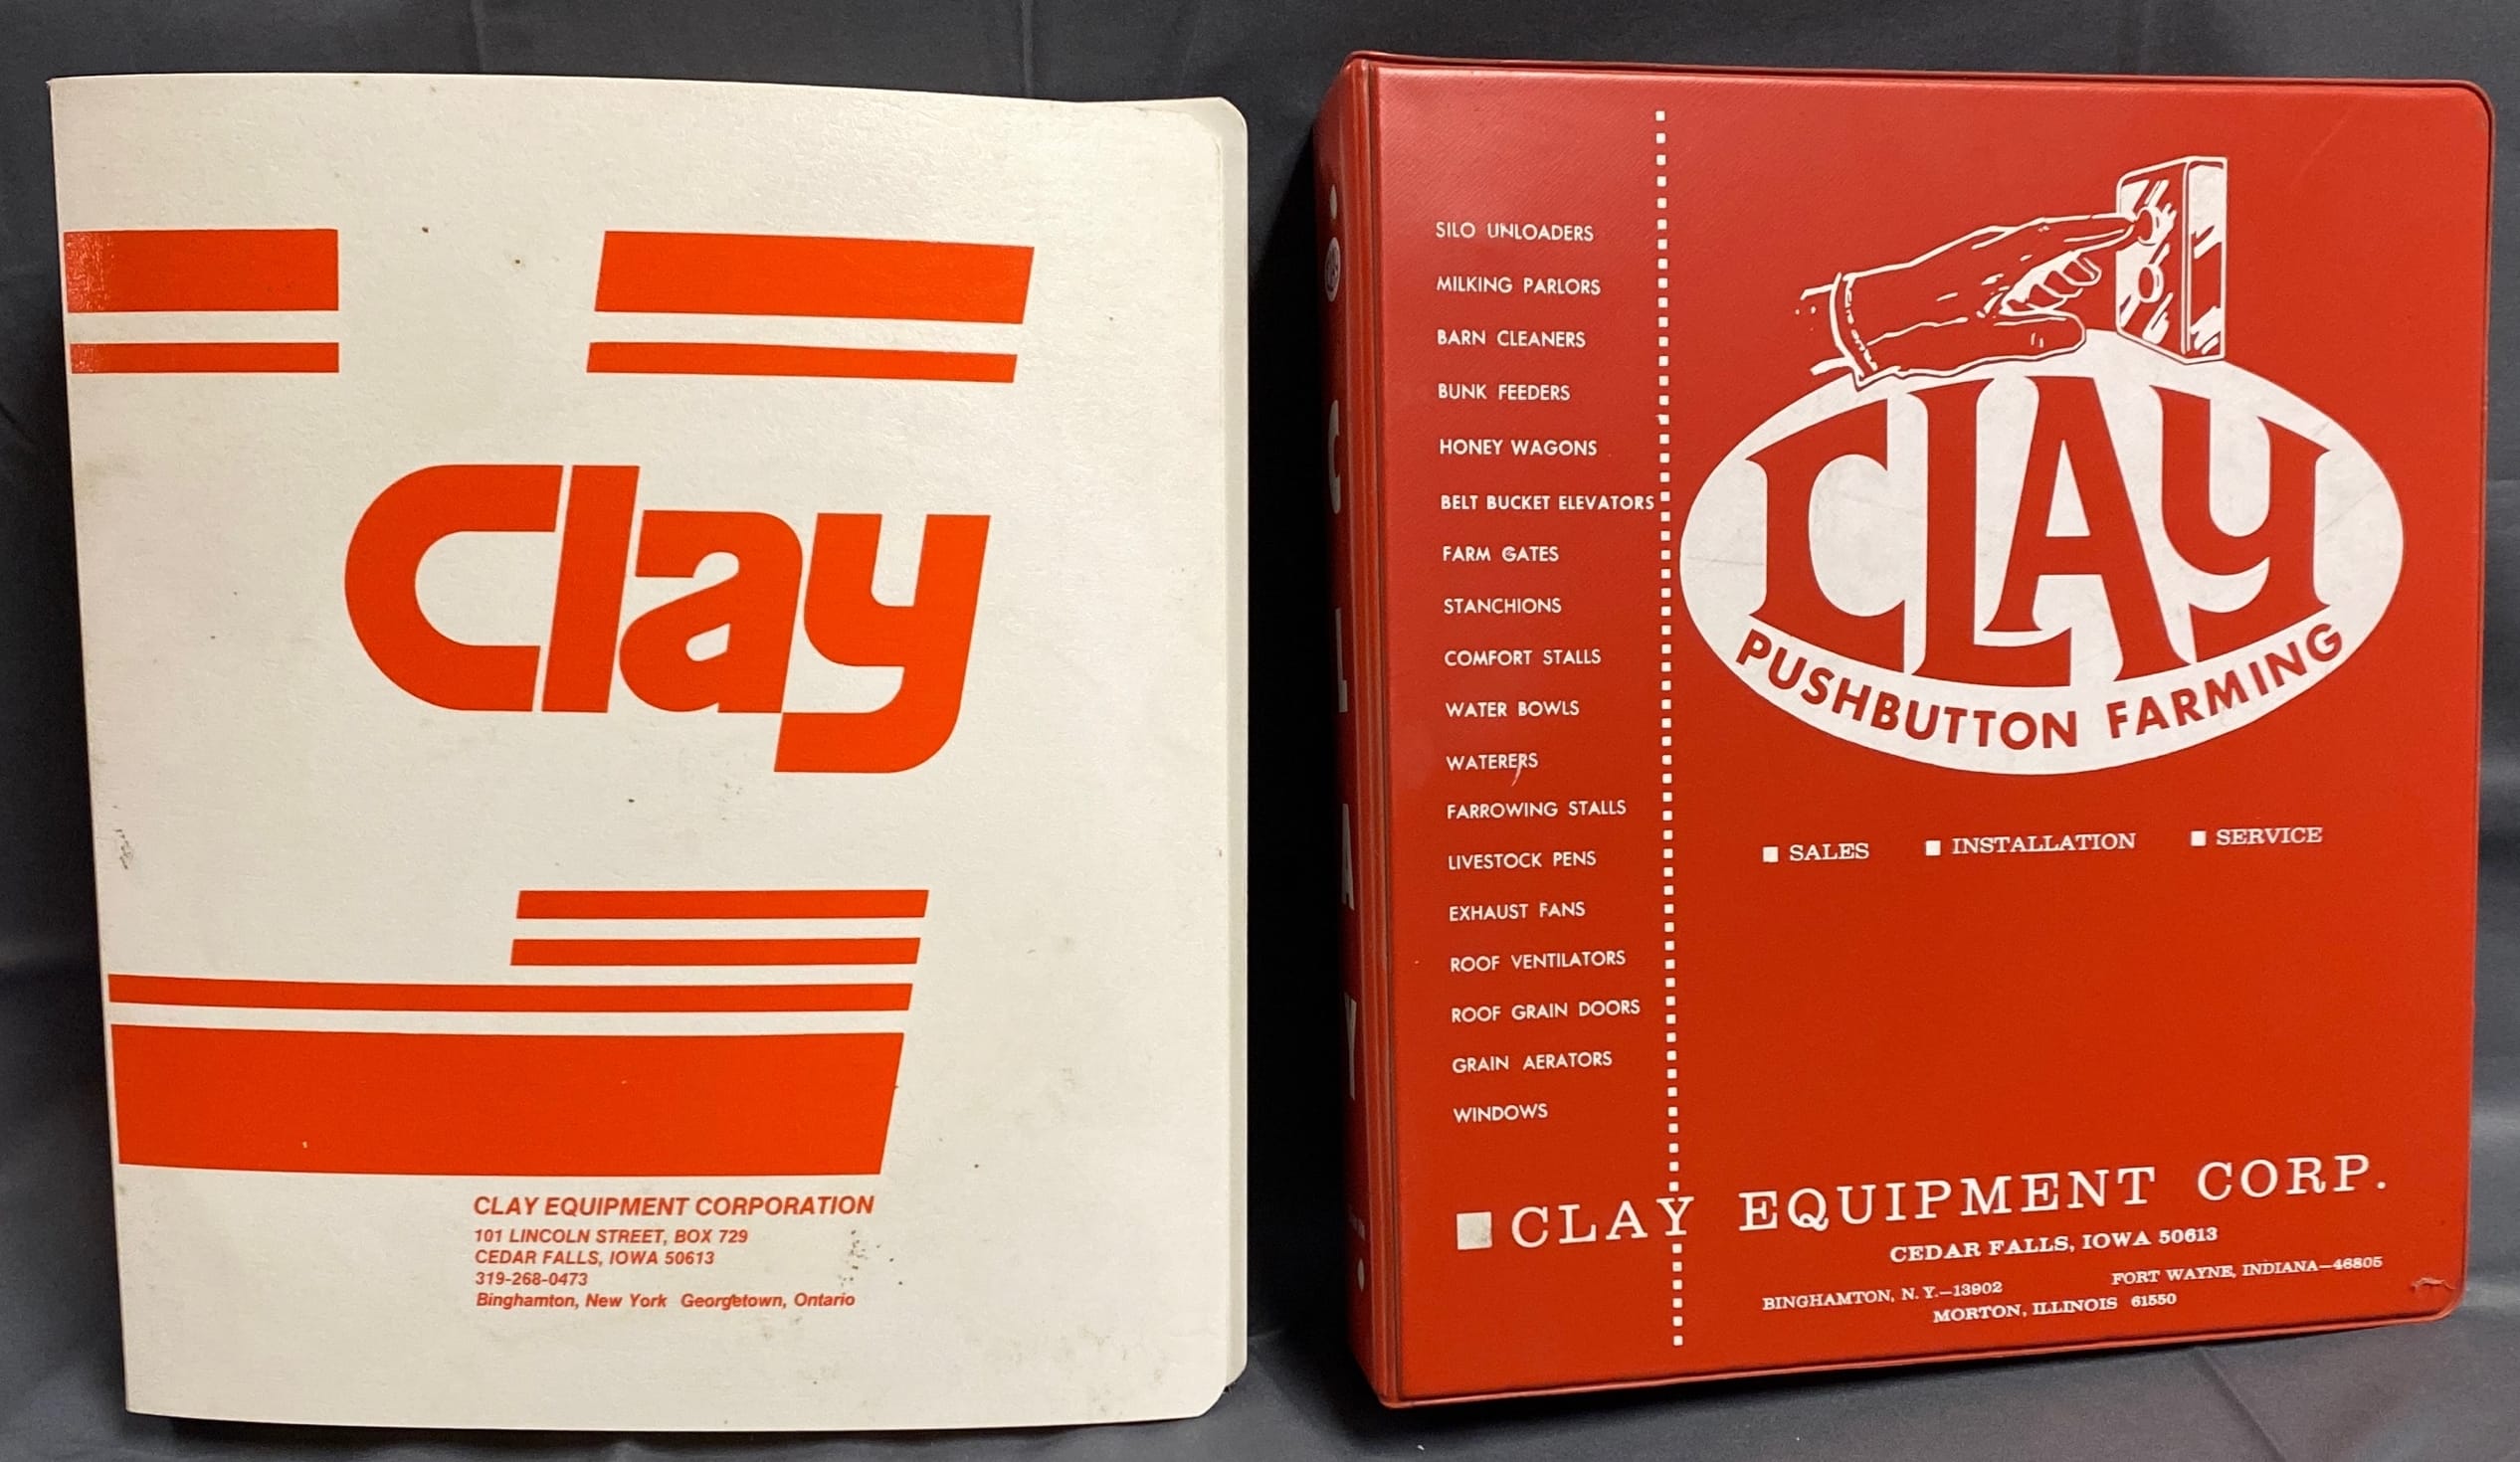 Clay
CLAY EQUIPMENT CORPORATION
101 LINCOLN STREET, BOX 729
CEDAR FALLS, IOWA 50613
319-268-0473
Binghamton, New York Georgetown, Ontario
CLAY
SILO UNLOADERS
MILKING PARLORS
BARN CLEANERS
BUNK FEEDERS
HONEY WAGONS
BELT BUCKET ELEVATORS
FARM GATES
STANCHIONS
COMFORT STALLS
WATER BOWLS
WATERERS
FARROWING STALLS
LIVESTOCK PENS
EXHAUST FANS
ROOF VENTILATORS
ROOF GRAIN DOORS
GRAIN AERATORS
WINDOWS
CLAY
PUSHBUTTON FARMING
SALES INSTALLATION SERVICE
CLAY EQUIPMENT CORP.
CEDAR FALLS, IOWA 50613
BINGHAMTON, N.Y.—13902 FORT WAYNE, INDIANA—46805
MORTON, ILLINOIS 61550